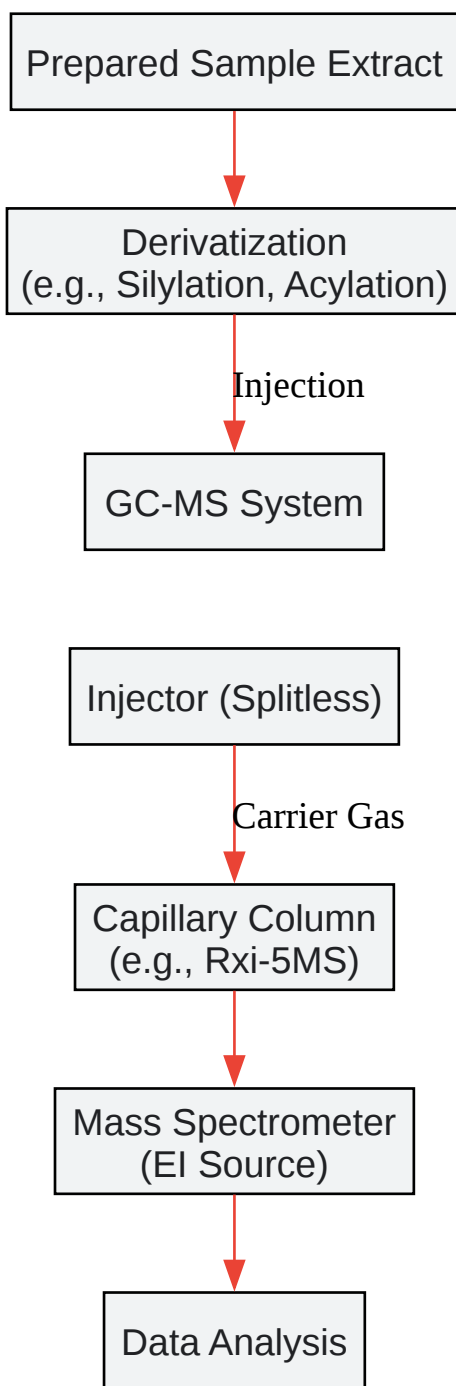 Prepared Sample Extract
Derivatization
(e.g., Silylation, Acylation)
Injection
GC-MS System
Injector (Splitless)
Carrier Gas
Capillary Column
(e.g., Rxi-5MS)
Mass Spectrometer
(EI Source)
Data Analysis